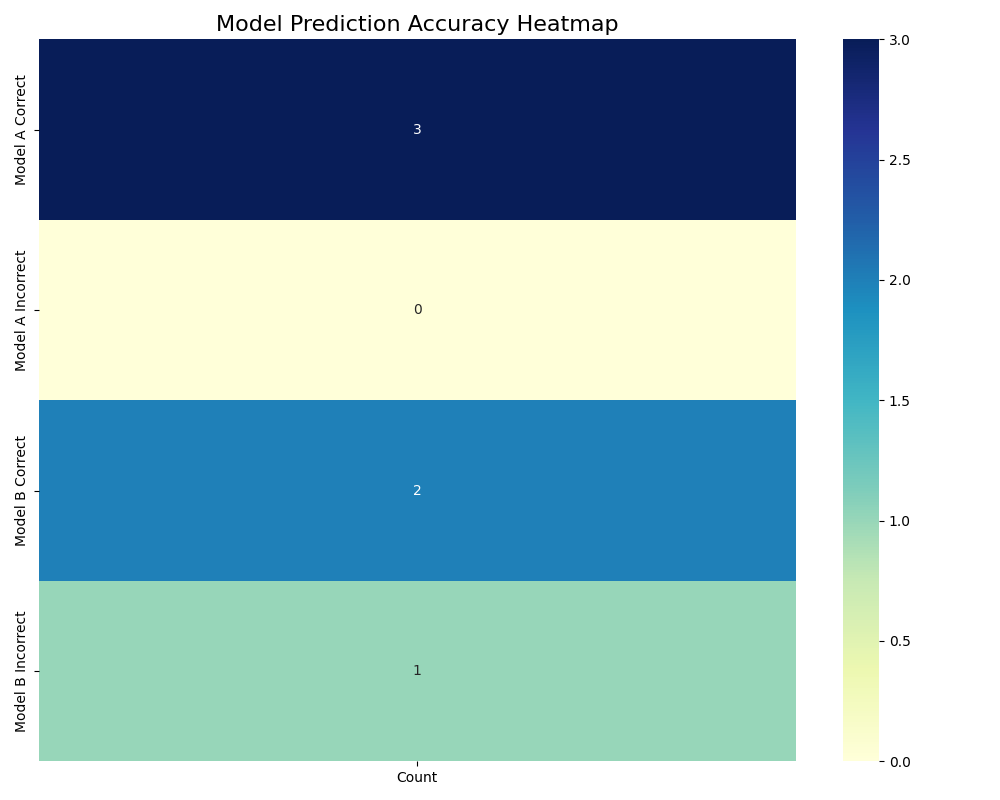 Model Prediction Accuracy Heatmap
Model A Correct
3
Model A Incorrect
0
Model B Correct
2
Model B Incorrect
1
Count
3.0
2.5
2.0
1.5
1.0
0.5
0.0